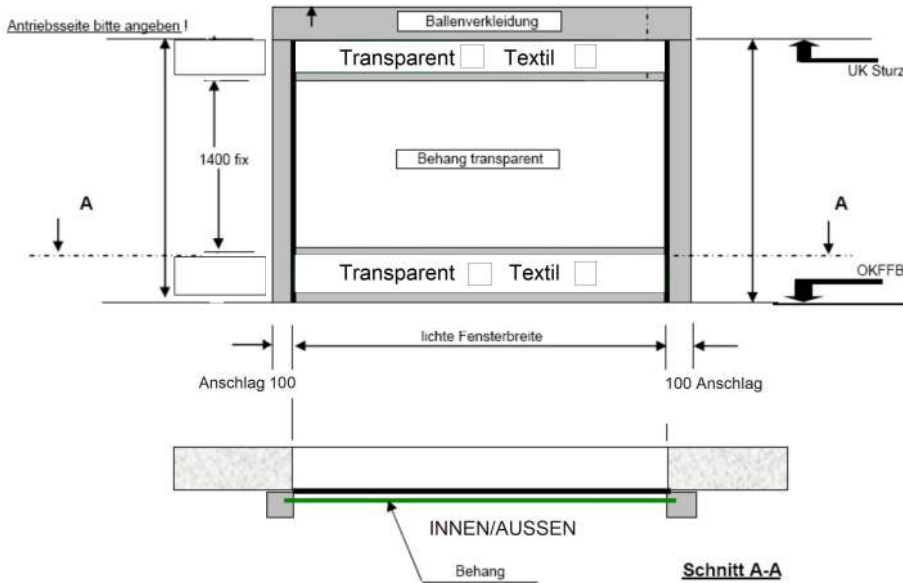 Ballenverkleidung
Antriebsseite bitte angeben !
Transparent Textil
UK Sturz
1400 fix
Behang transparent
A A
Transparent Textil
OKFFB
lichte Fensterbreite
Anschlag 100
100 Anschlag
INNEN/AUSSEN
Behang
Schnitt A-A